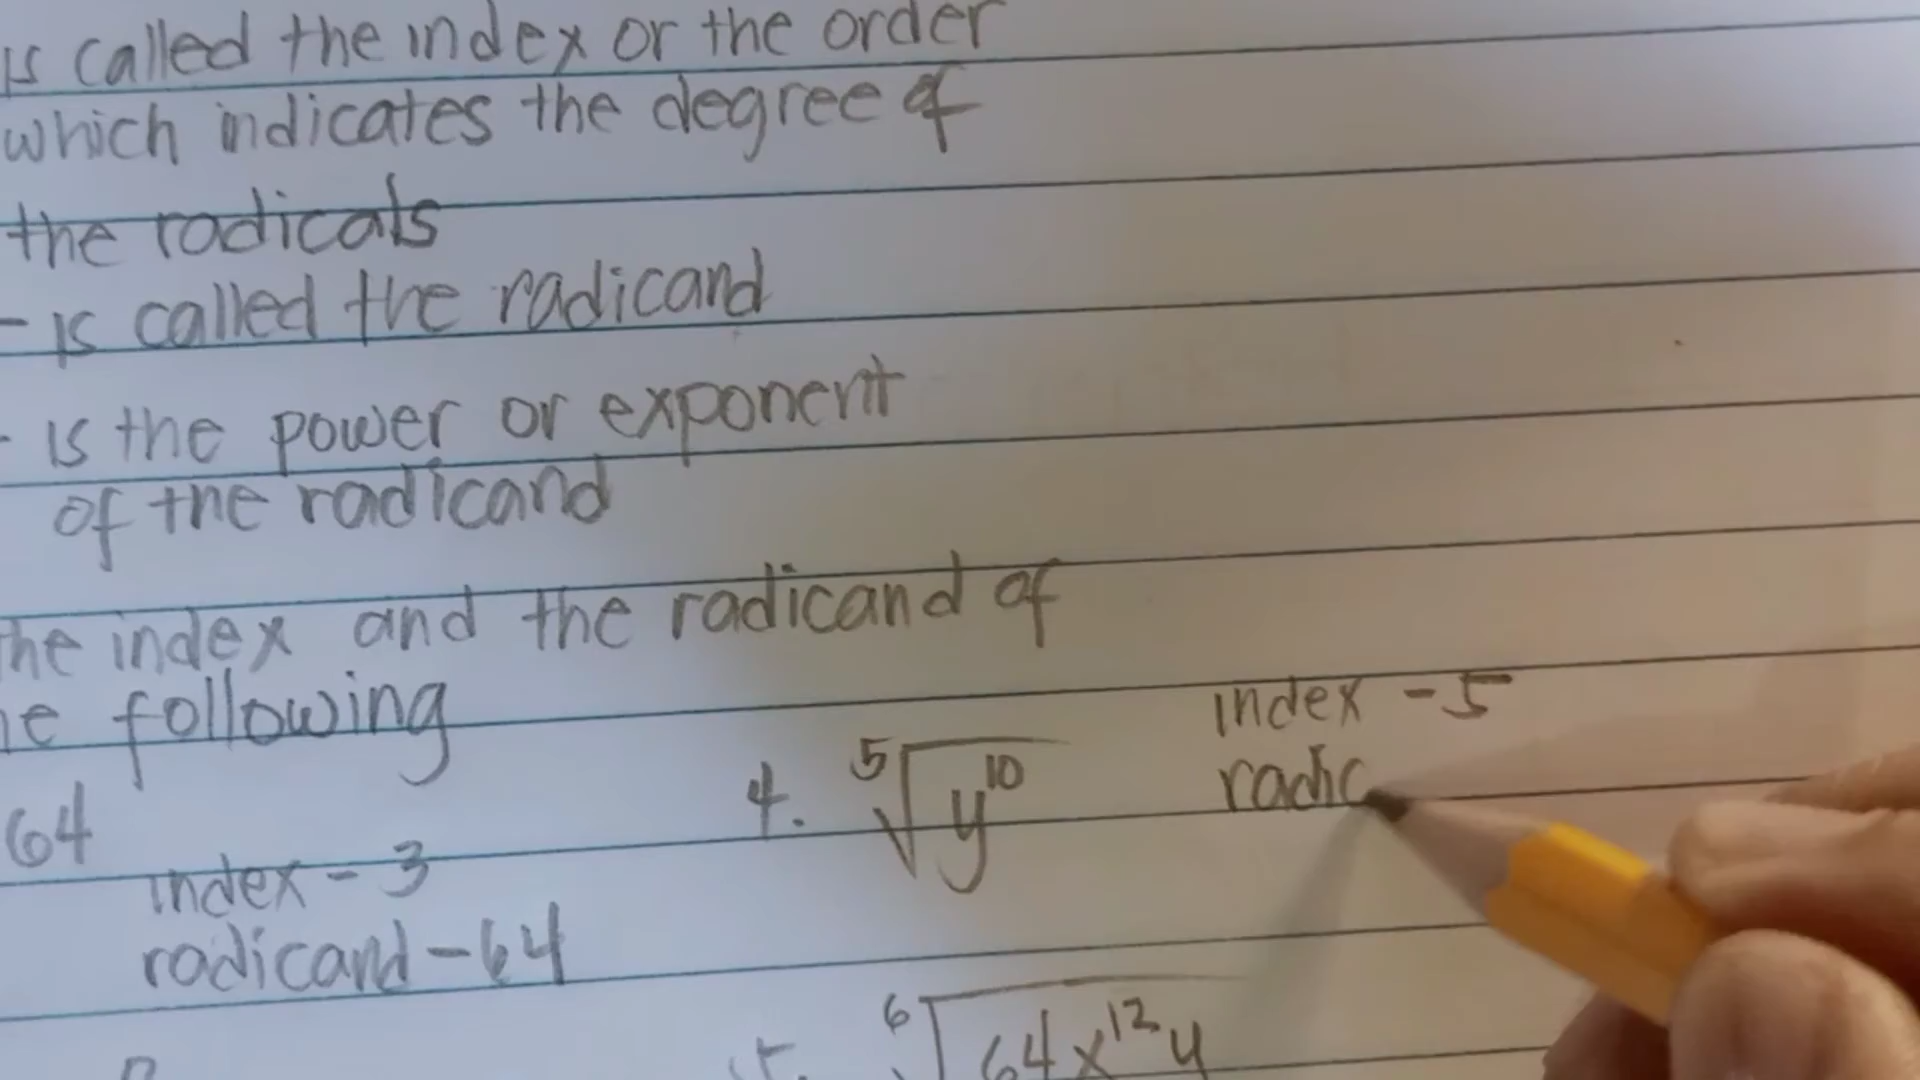 is called the index or the order
which indicates the degree of
the radicals
- is called the radicand
- is the power or exponent
of the radicand
the index and the radicand of
following
64
index - 3
radicand - 64
4. ⁵√y¹⁰
index - 5
radic
⁶√64x¹²y